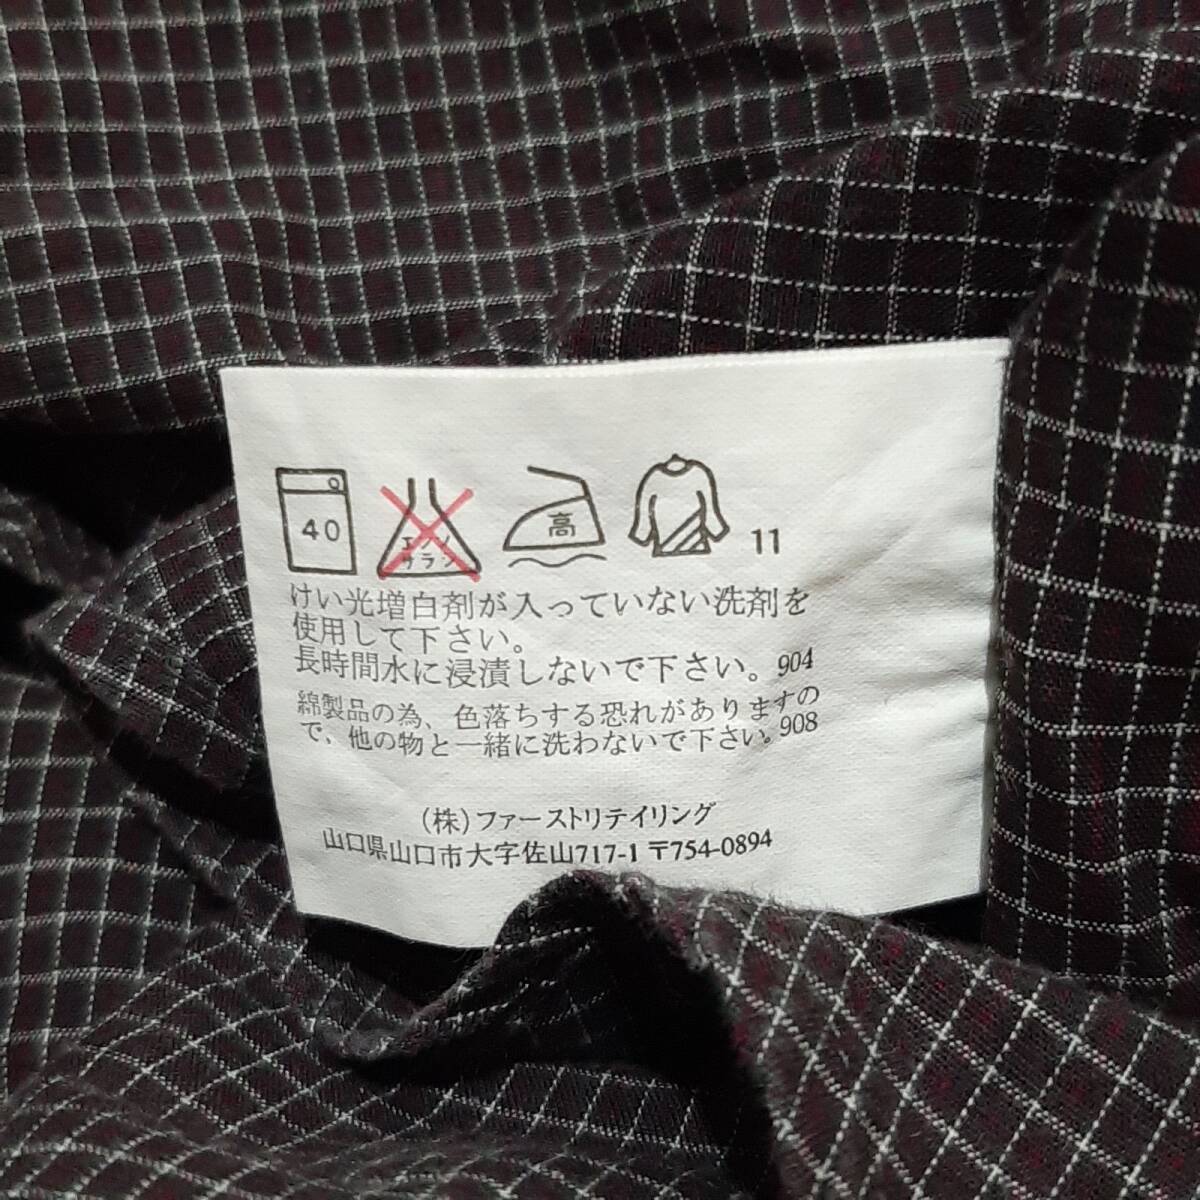 40
エンソ
サラシ
高
11
けい光増白剤が入っていない洗剤を
使用して下さい。
長時間水に浸漬しないで下さい。904
綿製品の為、色落ちする恐れがありますの
で、他の物と一緒に洗わないで下さい。908
(株)ファーストリテイリング
山口県山口市大字佐山717-1 〒754-0894